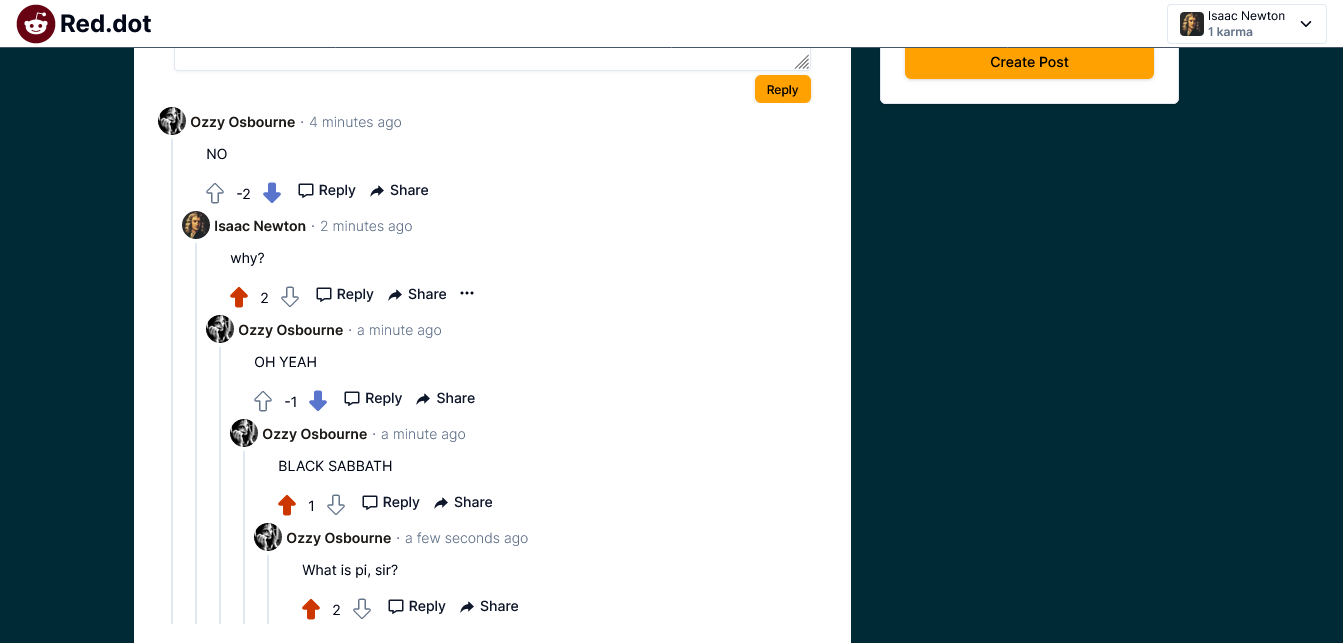 Red.dot
Isaac Newton
1 karma
Create Post
Reply
Ozzy Osbourne · 4 minutes ago
NO
-2 Reply Share
Isaac Newton · 2 minutes ago
why?
2 Reply Share ···
Ozzy Osbourne · a minute ago
OH YEAH
-1 Reply Share
Ozzy Osbourne · a minute ago
BLACK SABBATH
1 Reply Share
Ozzy Osbourne · a few seconds ago
What is pi, sir?
2 Reply Share